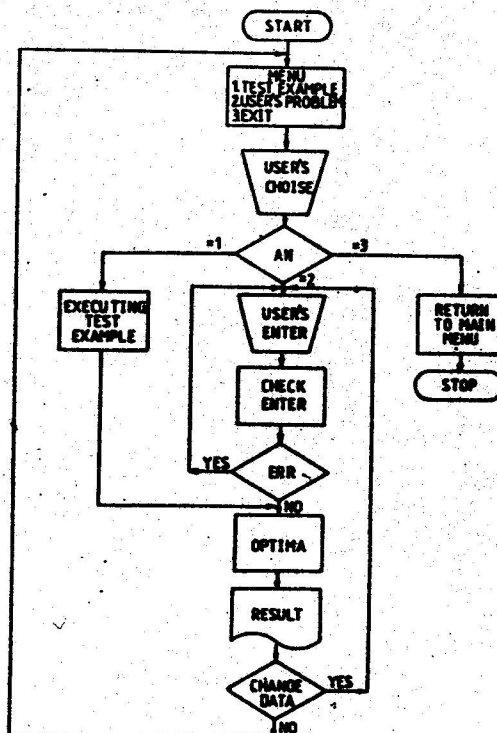 START
MENU
1.TEST EXAMPLE
2.USER'S PROBLEM
3.EXIT
USER'S
CHOISE
=1
AN
=3
=2
EXECUTING
TEST
EXAMPLE
USER'S
ENTER
RETURN
TO MAIN
MENU
CHECK
ENTER
STOP
YES
ERR
NO
OPTIMA
RESULT
CHANGE
DATA
YES
NO